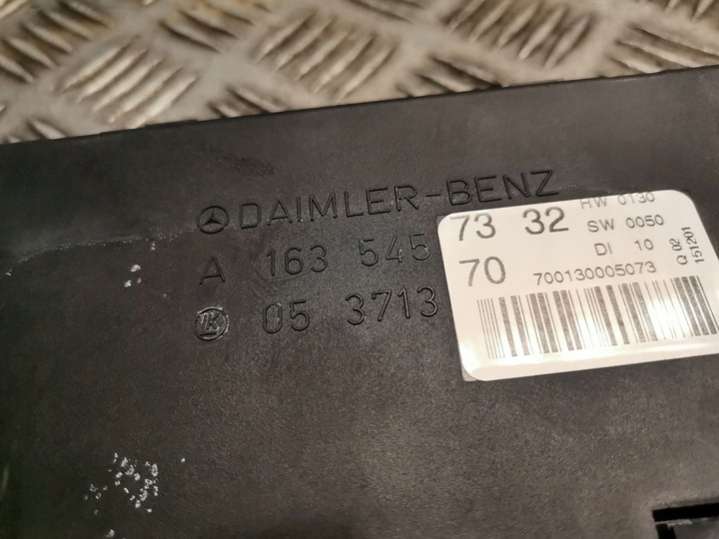 DAIMLER-BENZ
A 163 545 73 32
05 3713 70
HW 0130
SW 0050
DI 10
700130005073
Q 02
151201